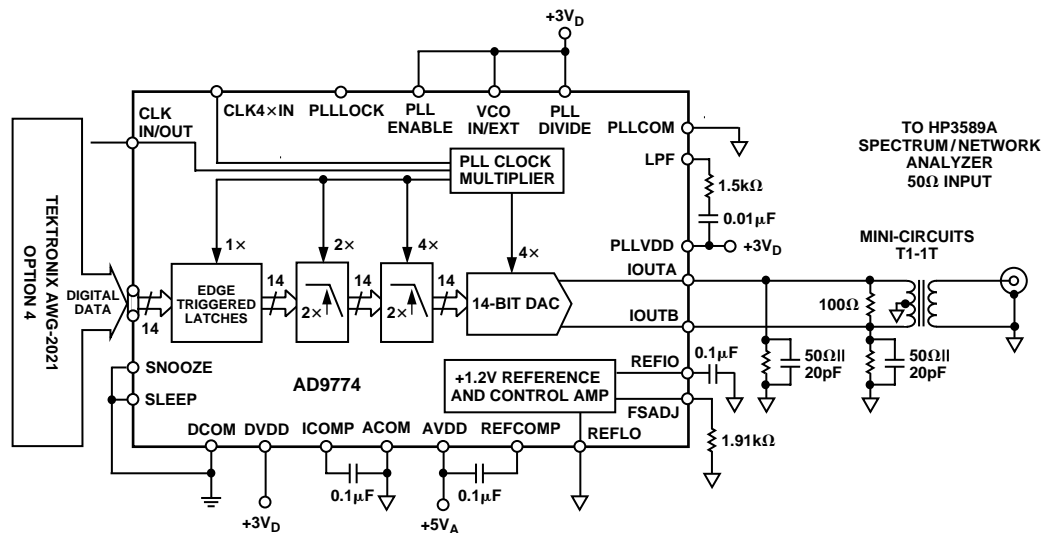 +3VD
CLK
IN/OUT
CLK4×IN
PLLLOCK
PLL
ENABLE
VCO
IN/EXT
PLL
DIVIDE
PLLCOM
LPF
1.5kΩ
0.01μF
PLLVDD
+3VD
TO HP3589A
SPECTRUM/NETWORK
ANALYZER
50Ω INPUT
MINI-CIRCUITS
T1-1T
PLL CLOCK
MULTIPLIER
1×
2×
4×
4×
TEKTRONIX AWG-2021
OPTION 4
DIGITAL
DATA
14
14
14
14
EDGE
TRIGGERED
LATCHES
2×
2×
14-BIT DAC
IOUTA
IOUTB
100Ω
50ΩII
20pF
50ΩII
20pF
SNOOZE
SLEEP
AD9774
+1.2V REFERENCE
AND CONTROL AMP
REFIO
0.1μF
FSADJ
1.91kΩ
REFLO
DCOM
DVDD
ICOMP
ACOM
AVDD
REFCOMP
0.1μF
0.1μF
+3VD
+5VA